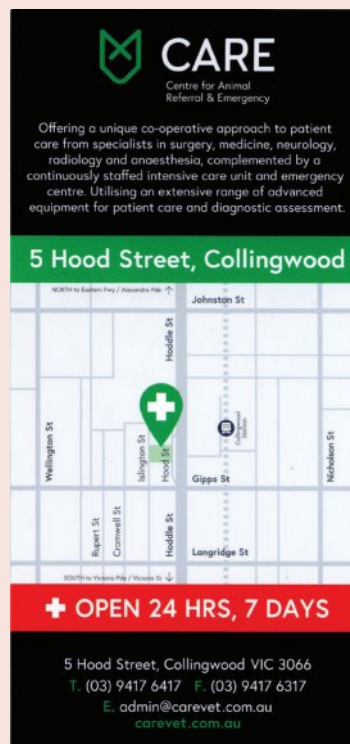 CARE
Centre for Animal
Referral & Emergency
Offering a unique co-operative approach to patient
care from specialists in surgery, medicine, neurology,
radiology and anaesthesia, complemented by a
continuously staffed intensive care unit and emergency
centre. Utilising an extensive range of advanced
equipment for patient care and diagnostic assessment.
5 Hood Street, Collingwood
NORTH to Eastern Fwy / Alexandra Pde
Johnston St
Hoddle St
Wellington St
Islington St
Hood St
Collingwood
Station
Nicholson St
Gipps St
Rupert St
Cromwell St
Hoddle St
Langridge St
SOUTH to Victoria Pde / Victoria St
OPEN 24 HRS, 7 DAYS
5 Hood Street, Collingwood VIC 3066
T. (03) 9417 6417 F. (03) 9417 6317
E. admin@carevet.com.au
carevet.com.au